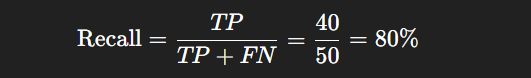 Recall = TP / (TP + FN) = 40 / 50 = 80%